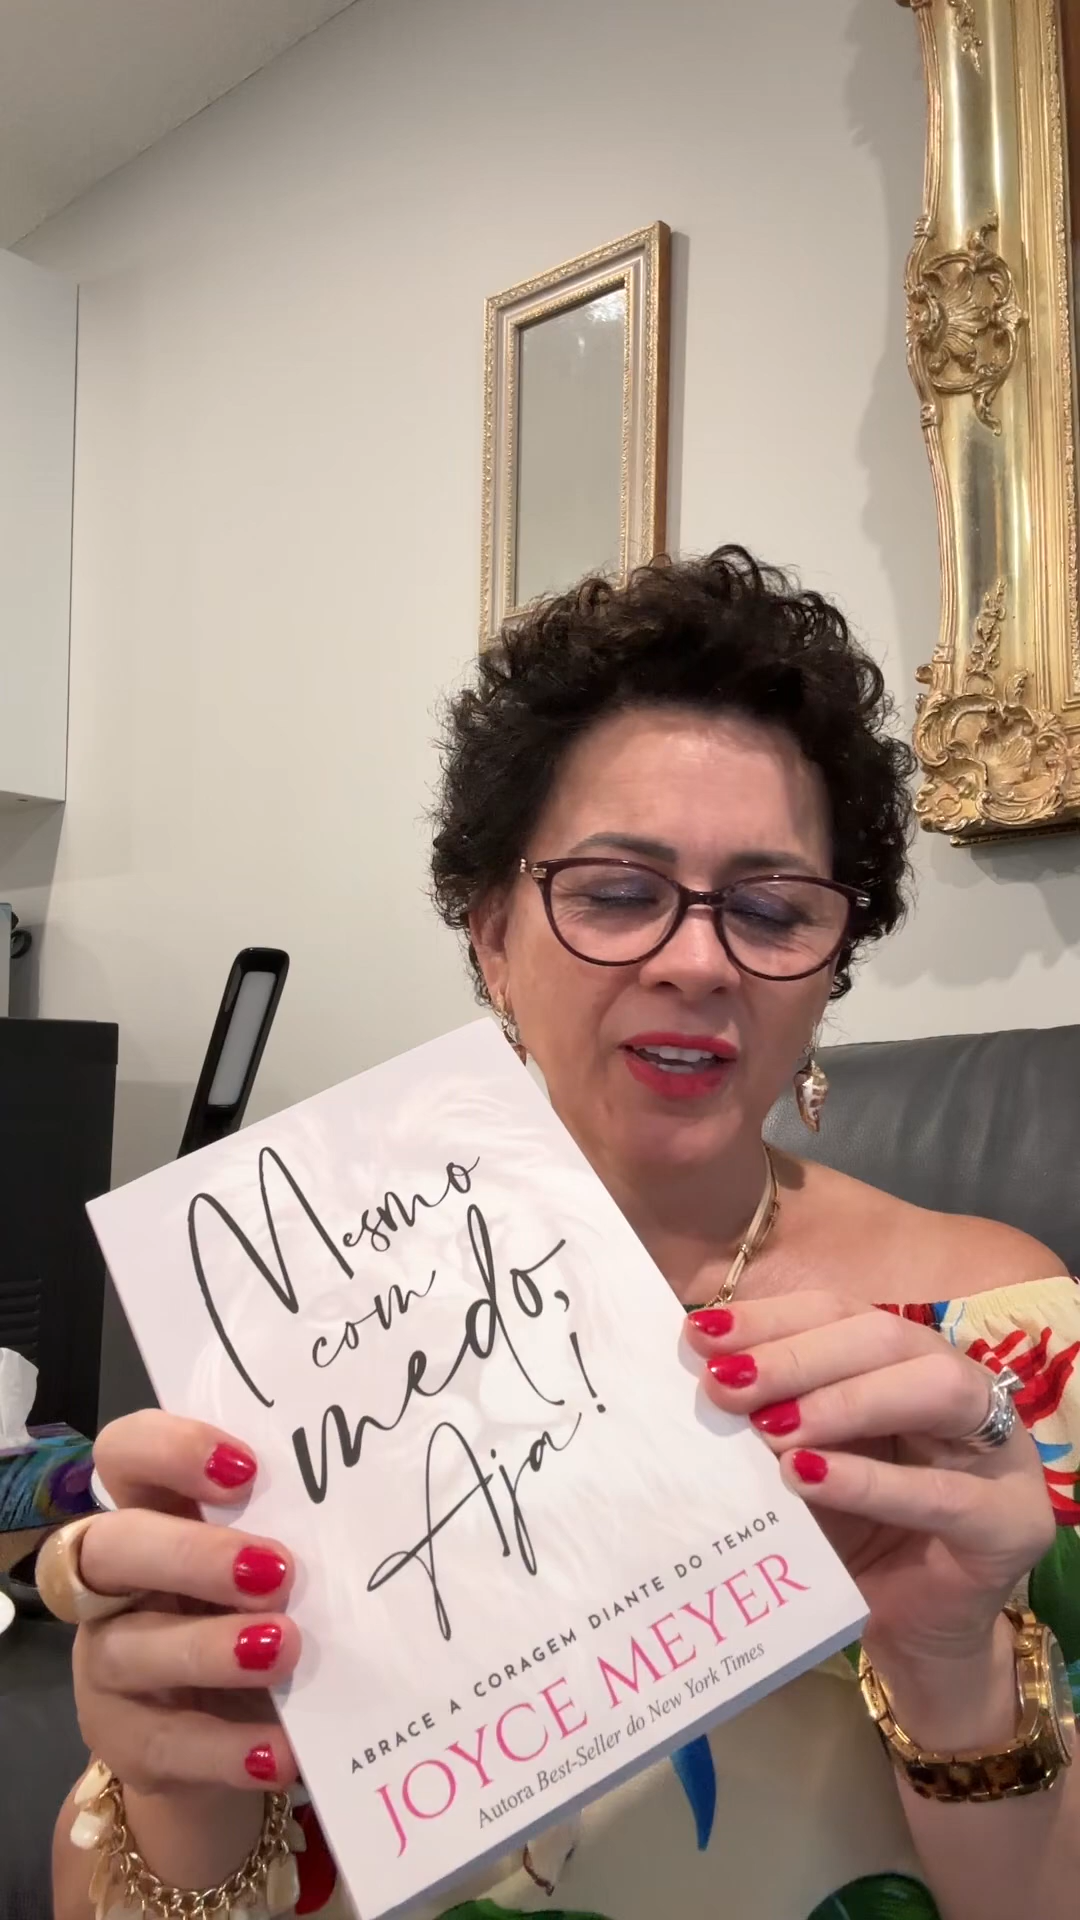 Mesmo
com
medo,
Aja!
ABRACE A CORAGEM DIANTE DO TEMOR
JOYCE MEYER
Autora Best-Seller do New York Times